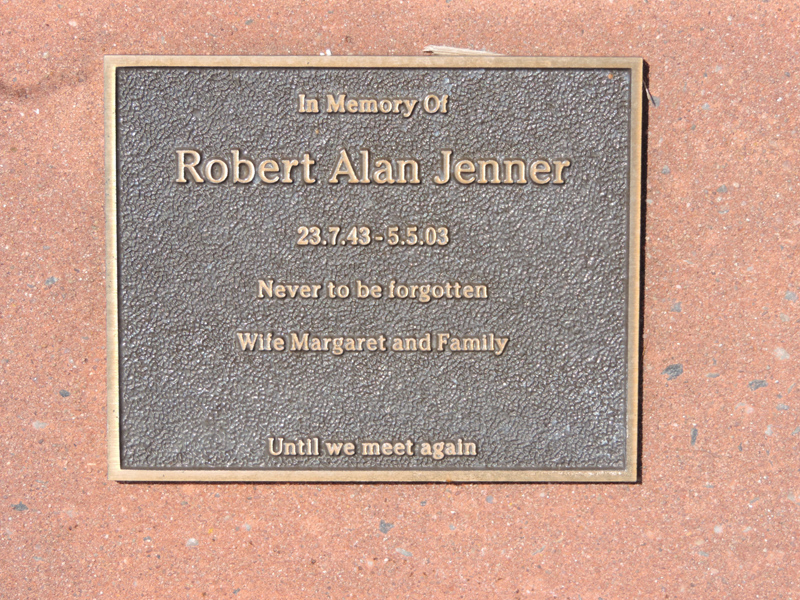 In Memory Of
Robert Alan Jenner
23.7.43 - 5.5.03
Never to be forgotten
Wife Margaret and Family
Until we meet again